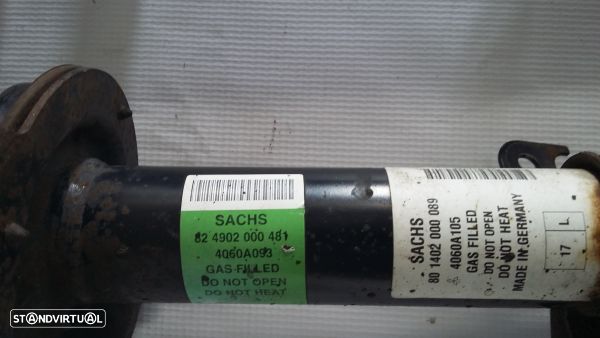 SACHS
82 4902 000 481
4060A093
GAS FILLED
DO NOT OPEN
DO NOT HEAT
SACHS
80 1402 000 089
4060A105
GAS FILLED
DO NOT OPEN
DO NOT HEAT
MADE IN GERMANY
17 L
STANDVIRTUAL